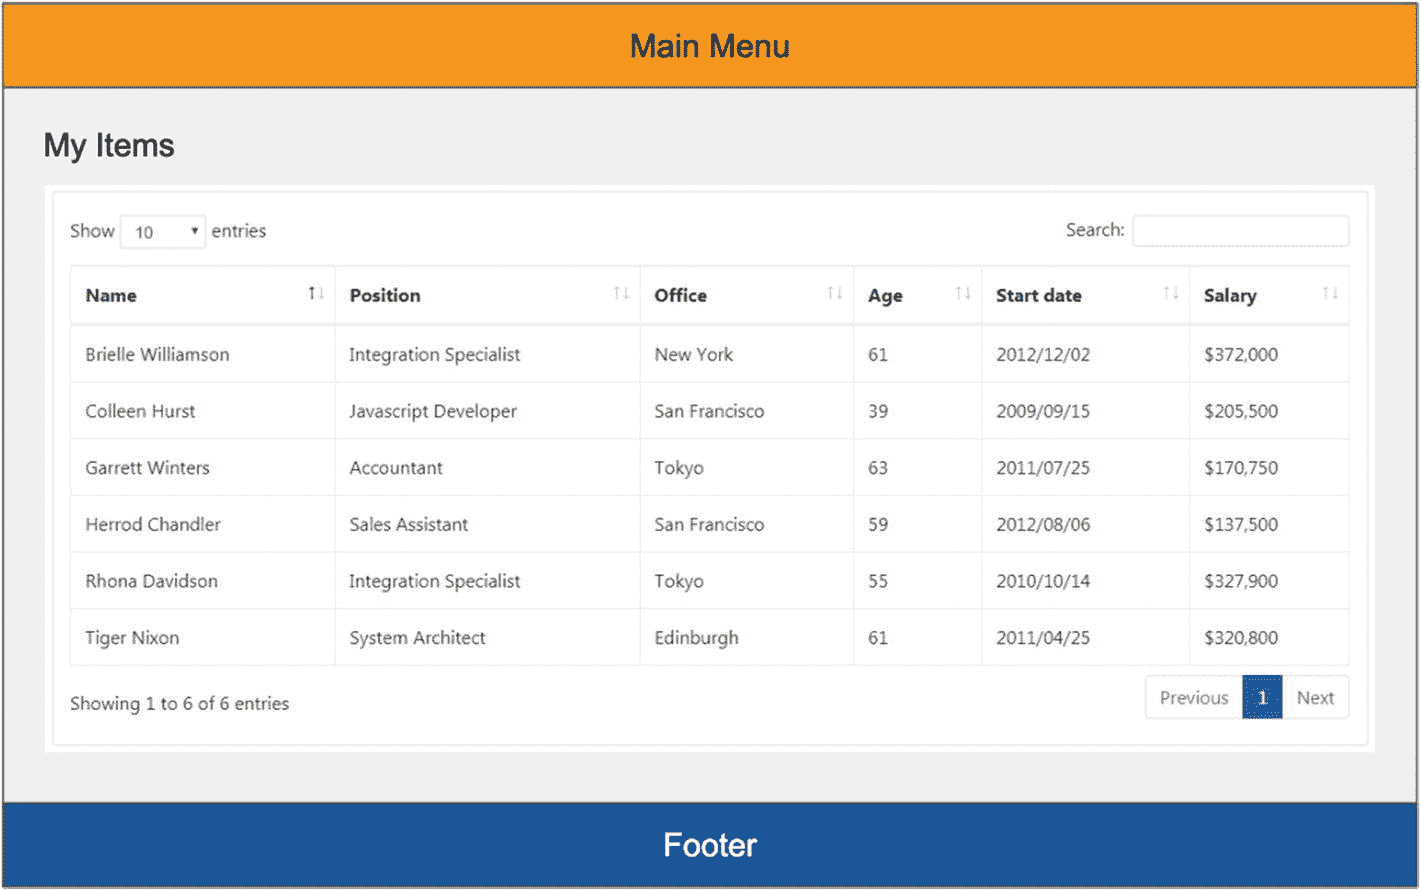 Main Menu
My Items
Show 10 entries Search:
Name Position Office Age Start date Salary
Brielle Williamson Integration Specialist New York 61 2012/12/02 $372,000
Colleen Hurst Javascript Developer San Francisco 39 2009/09/15 $205,500
Garrett Winters Accountant Tokyo 63 2011/07/25 $170,750
Herrod Chandler Sales Assistant San Francisco 59 2012/08/06 $137,500
Rhona Davidson Integration Specialist Tokyo 55 2010/10/14 $327,900
Tiger Nixon System Architect Edinburgh 61 2011/04/25 $320,800
Showing 1 to 6 of 6 entries Previous 1 Next
Footer